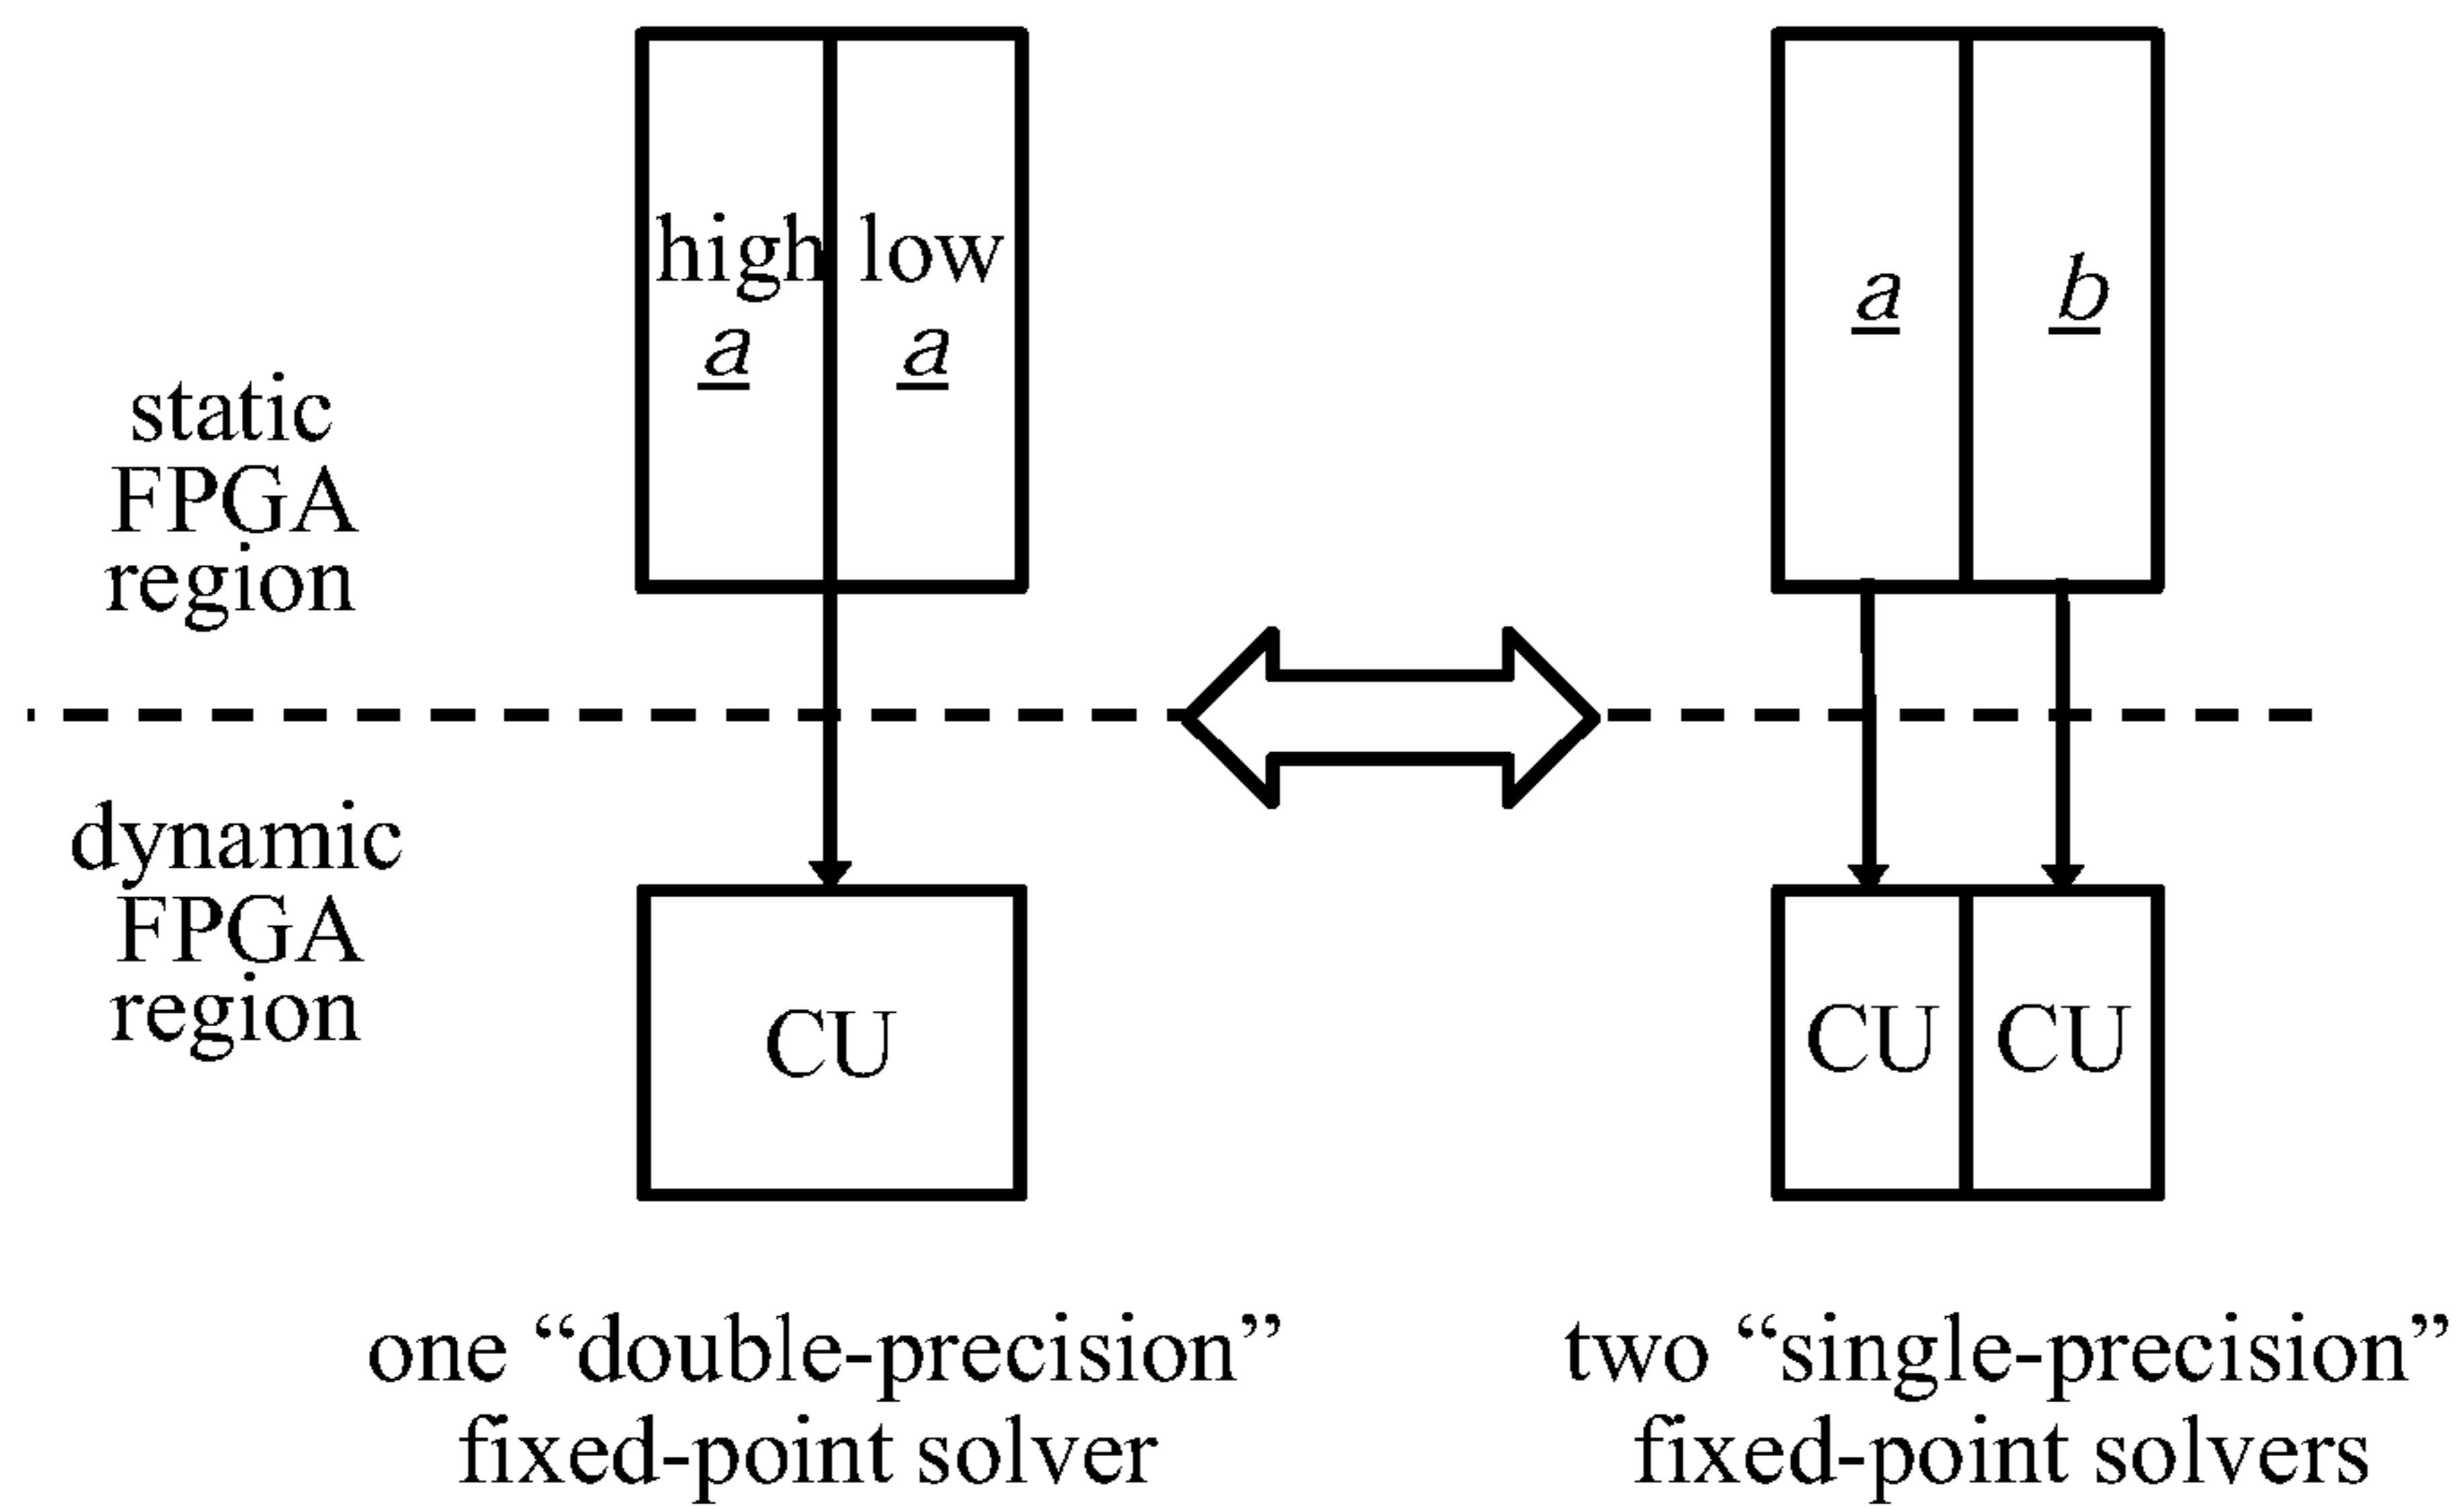 high low
a a
a b
static
FPGA
region
dynamic
FPGA
region
CU
CU CU
one “double-precision”
fixed-point solver
two “single-precision”
fixed-point solvers